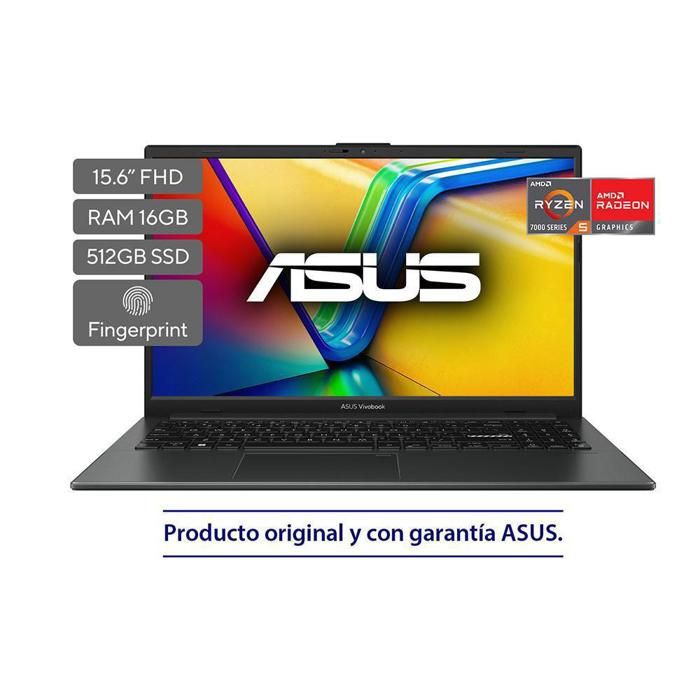 15.6” FHD
RAM 16GB
512GB SSD
Fingerprint
ASUS
AMD
RYZEN
7000 SERIES 5
AMD
RADEON
GRAPHICS
ASUS Vivobook
Producto original y con garantía ASUS.